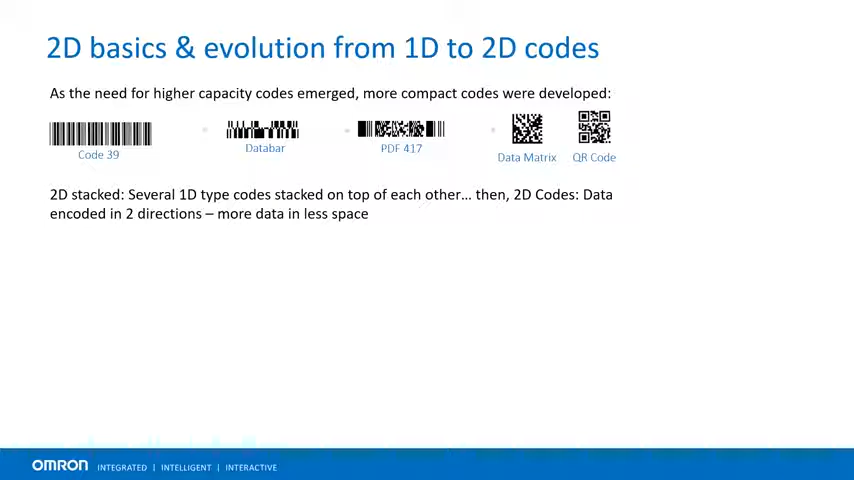 2D basics & evolution from 1D to 2D codes
As the need for higher capacity codes emerged, more compact codes were developed:
Code 39
Databar
PDF 417
Data Matrix
QR Code
2D stacked: Several 1D type codes stacked on top of each other… then, 2D Codes: Data
encoded in 2 directions – more data in less space
OMRON INTEGRATED | INTELLIGENT | INTERACTIVE